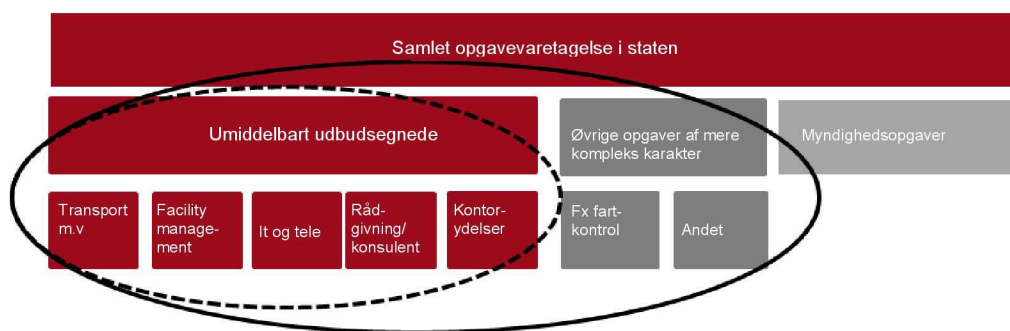 Samlet opgavevaretagelse i staten
Umiddelbart udbudsegnede
Øvrige opgaver af mere
kompleks karakter
Myndighedsopgaver
Transport
m.v
Facility
manage-
ment
It og tele
Råd-
givning/
konsulent
Kontor-
ydelser
Fx fart-
kontrol
Andet